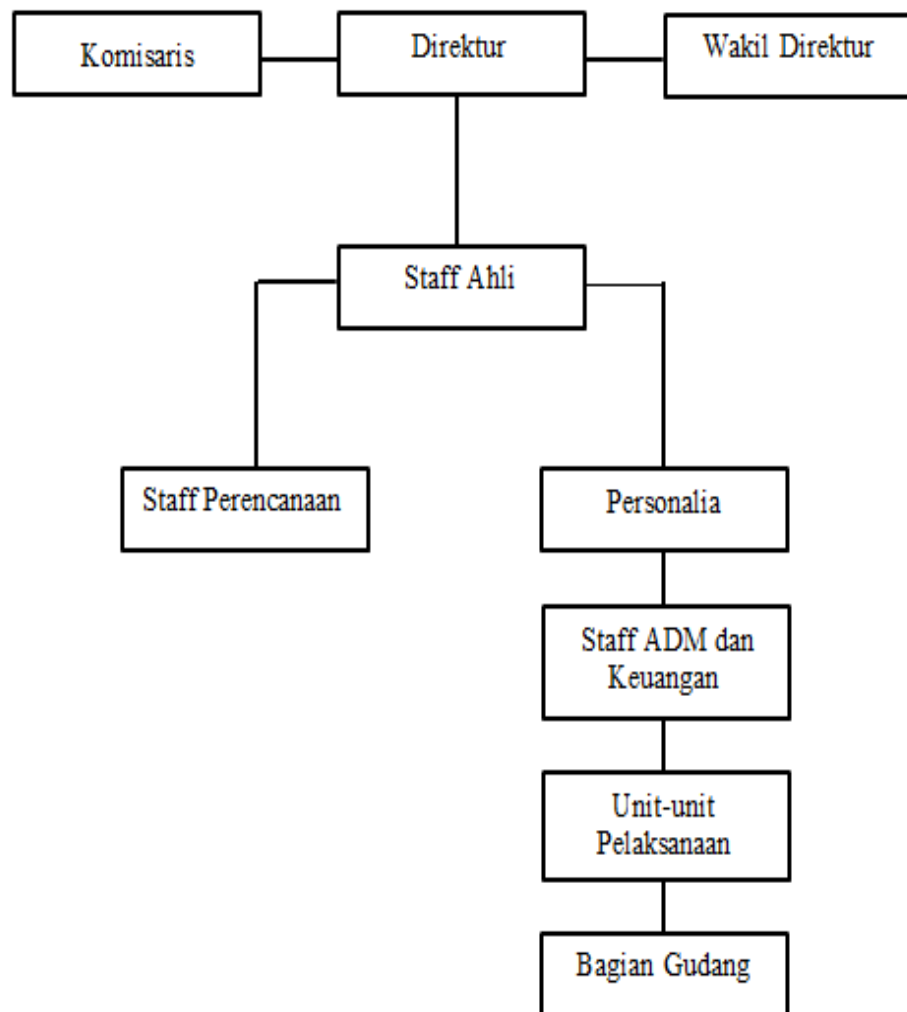 Komisaris
Direktur
Wakil Direktur
Staff Ahli
Staff Perencanaan
Personalia
Staff ADM dan
Keuangan
Unit-unit
Pelaksanaan
Bagian Gudang